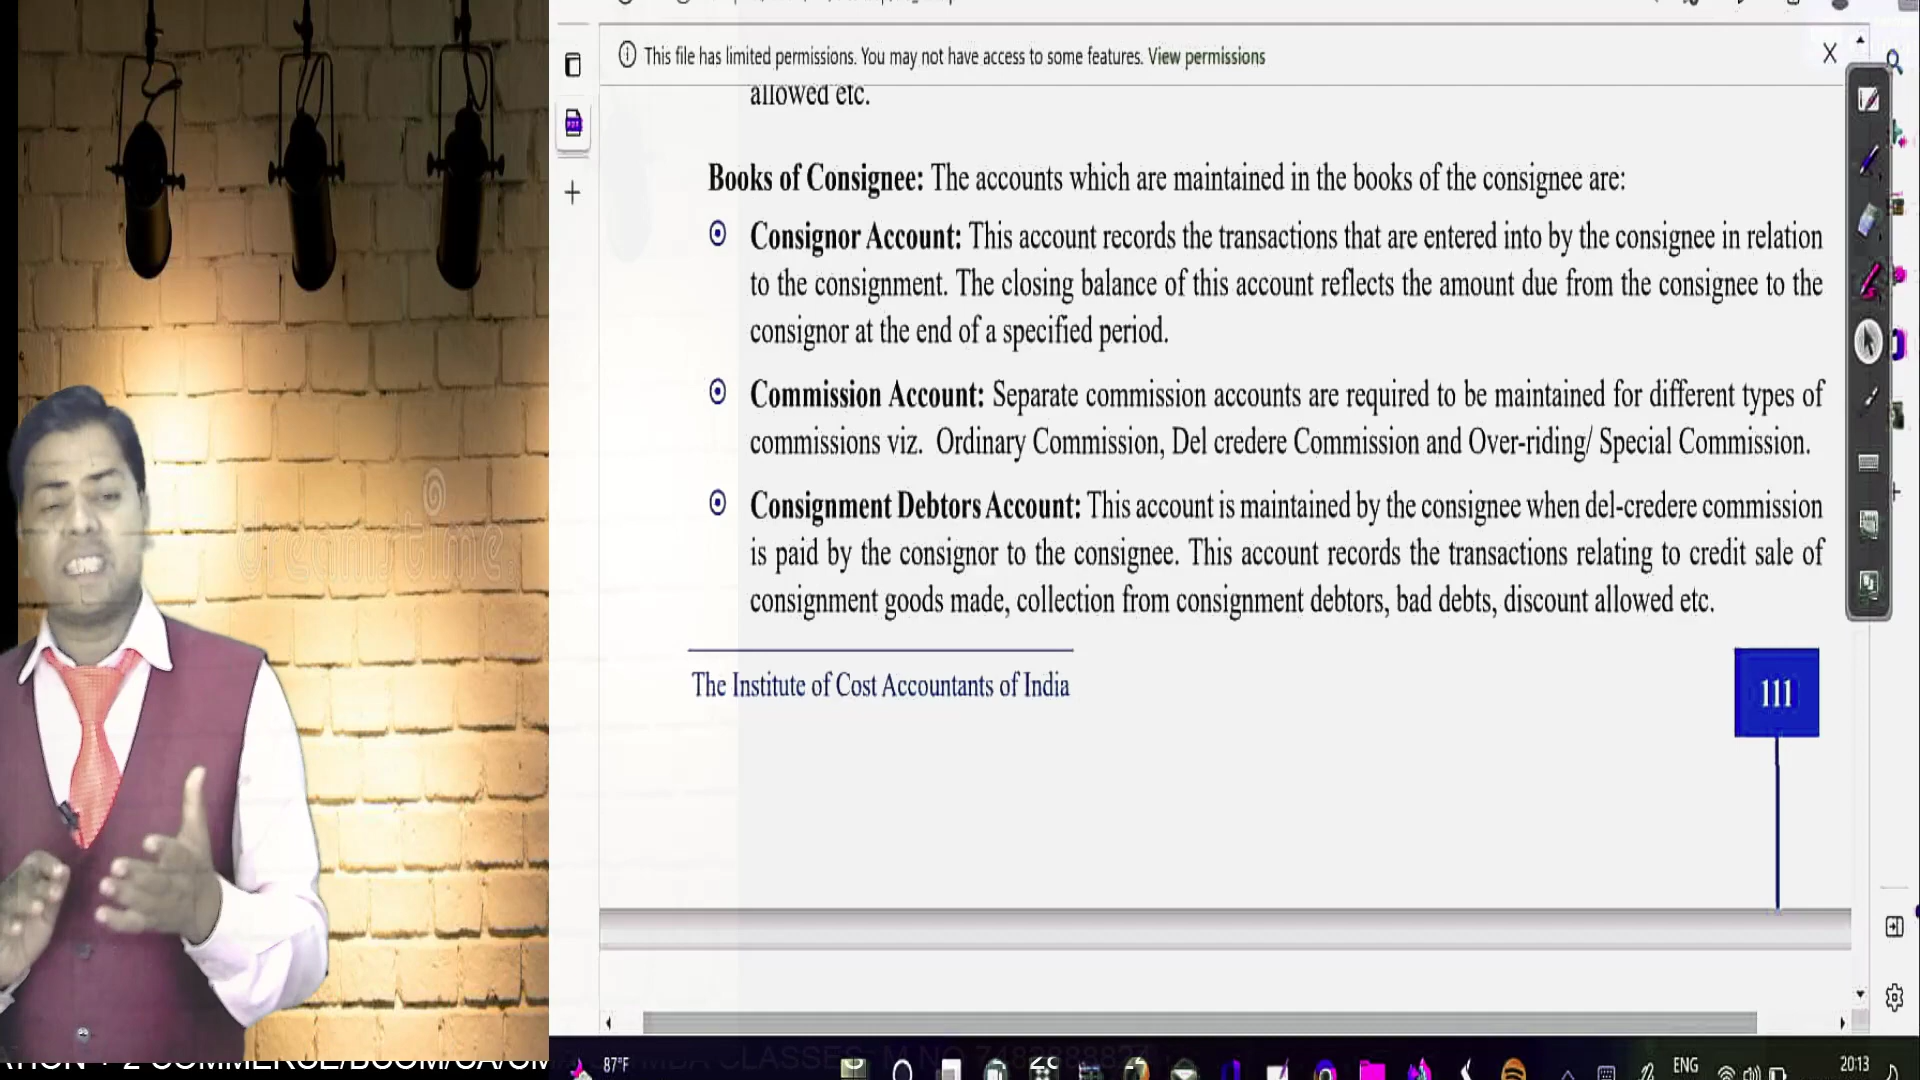 This file has limited permissions. You may not have access to some features. View permissions
allowed etc.
Books of Consignee: The accounts which are maintained in the books of the consignee are:
Consignor Account: This account records the transactions that are entered into by the consignee in relation
to the consignment. The closing balance of this account reflects the amount due from the consignee to the
consignor at the end of a specified period.
Commission Account: Separate commission accounts are required to be maintained for different types of
commissions viz. Ordinary Commission, Del credere Commission and Over-riding/ Special Commission.
Consignment Debtors Account: This account is maintained by the consignee when del-credere commission
is paid by the consignor to the consignee. This account records the transactions relating to credit sale of
consignment goods made, collection from consignment debtors, bad debts, discount allowed etc.
The Institute of Cost Accountants of India
111
dreamstime
87°F
ENG
20:13